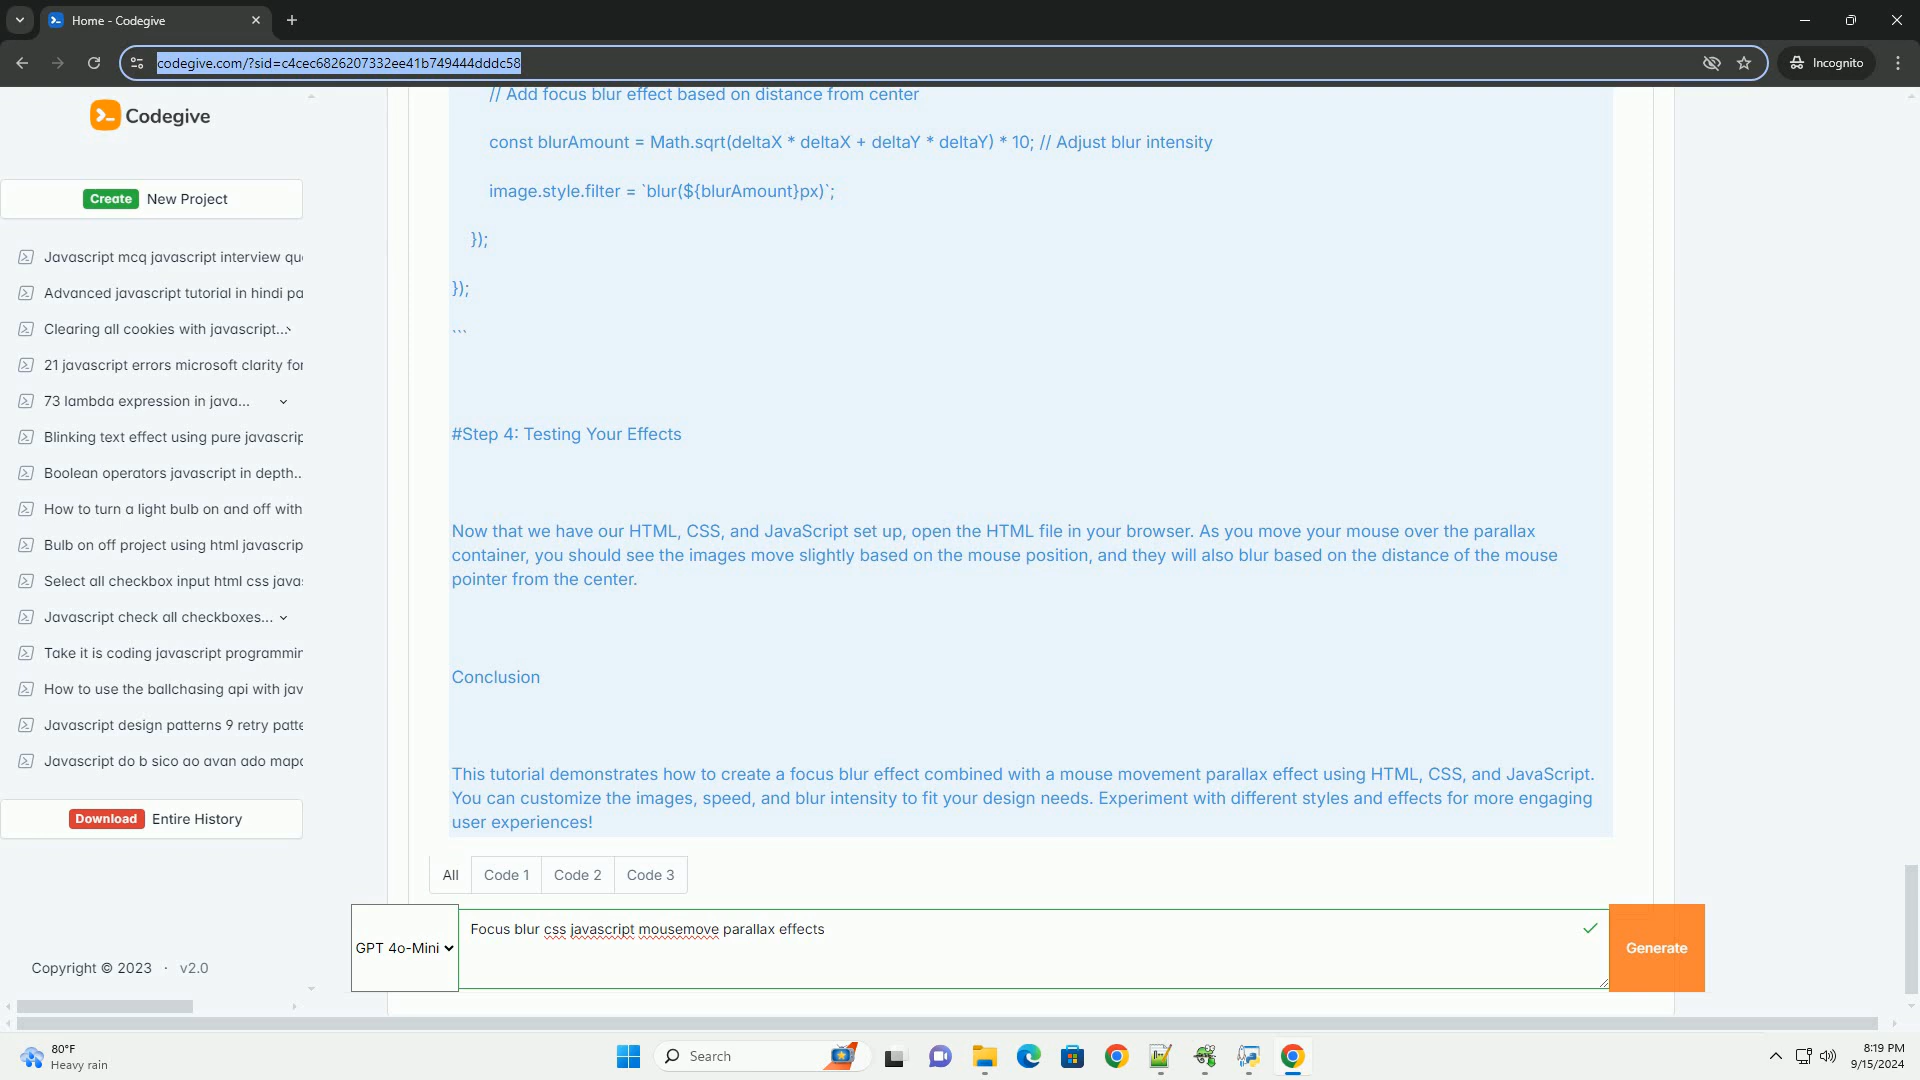 Home - Codegive
codegive.com/?sid=c4cec6826207332ee41b749444dddc58
Incognito
Codegive
Create New Project
Javascript mcq javascript interview qu
Advanced javascript tutorial in hindi pa
Clearing all cookies with javascript...
21 javascript errors microsoft clarity for
73 lambda expression in java...
Blinking text effect using pure javascrip
Boolean operators javascript in depth...
How to turn a light bulb on and off with
Bulb on off project using html javascrip
Select all checkbox input html css java
Javascript check all checkboxes...
Take it is coding javascript programmin
How to use the ballchasing api with jav
Javascript design patterns 9 retry patte
Javascript do b sico ao avan ado mapo
Download Entire History
Copyright © 2023 · v2.0
// Add focus blur effect based on distance from center
const blurAmount = Math.sqrt(deltaX * deltaX + deltaY * deltaY) * 10; // Adjust blur intensity
image.style.filter = `blur(${blurAmount}px)`;
});
});
```
#Step 4: Testing Your Effects
Now that we have our HTML, CSS, and JavaScript set up, open the HTML file in your browser. As you move your mouse over the parallax
container, you should see the images move slightly based on the mouse position, and they will also blur based on the distance of the mouse
pointer from the center.
Conclusion
This tutorial demonstrates how to create a focus blur effect combined with a mouse movement parallax effect using HTML, CSS, and JavaScript.
You can customize the images, speed, and blur intensity to fit your design needs. Experiment with different styles and effects for more engaging
user experiences!
All Code 1 Code 2 Code 3
GPT 4o-Mini
Focus blur css javascript mousemove parallax effects
Generate
80°F
Heavy rain
Search
8:19 PM
9/15/2024